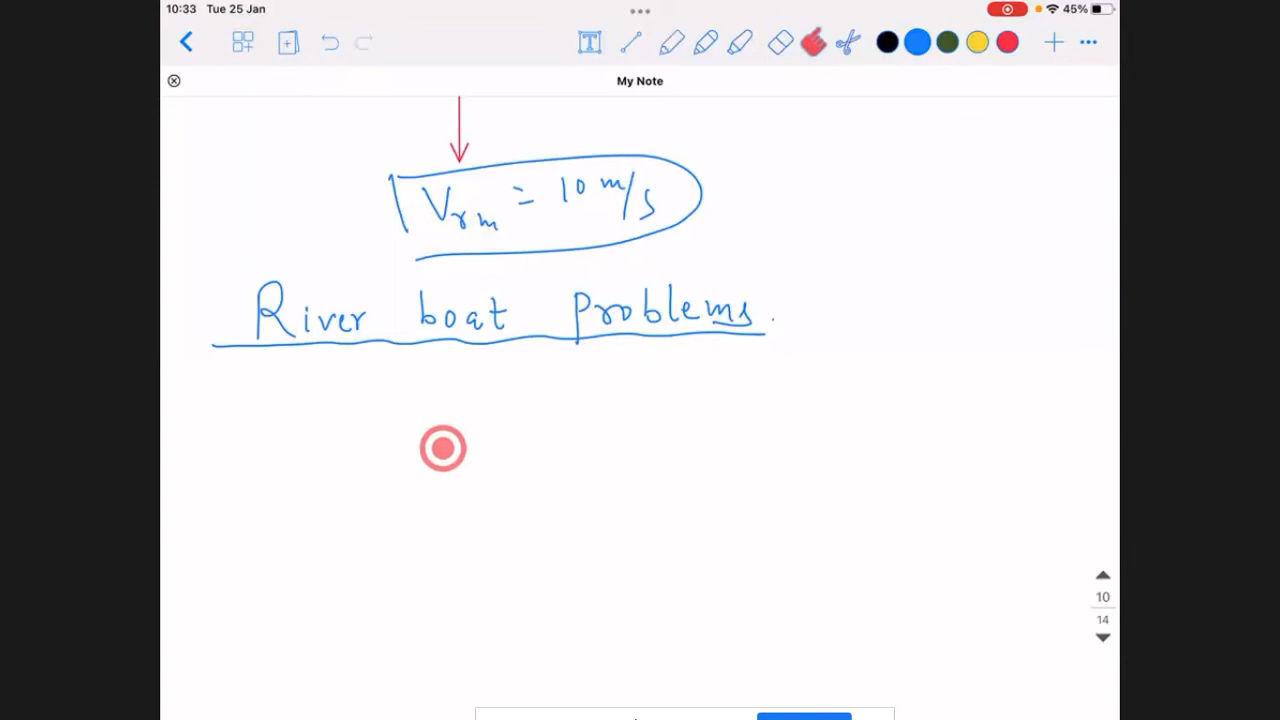 10:33 Tue 25 Jan
45%
T
My Note
Vrm = 10 m/s
River boat problems.
10
14